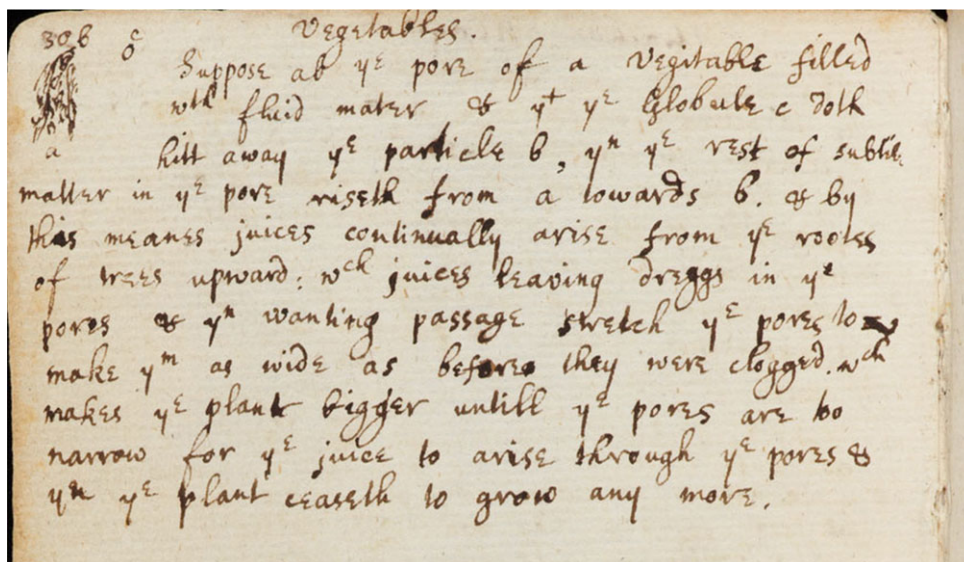 306 c Vegetables.
Suppose ab yᵉ pore of a Vegitable filled
wᵗʰ fluid mater & yᵗ yᵉ Globule c doth
a hitt away yᵉ particle b, yⁿ yᵉ rest of subtile
matter in yᵉ pore riseth from a towards b. & by
this meanes juices continually arise from yᵉ rootes
of trees upward: wᶜʰ juices leaving dreggs in yᵉ
pores & yⁿ wanting passage stretch yᵉ pores to
make yᵐ as wide as before they were clogged. wᶜʰ
makes yᵉ plant bigger untill yᵉ pores are too
narrow for yᵉ juice to arise through yᵉ pores &
yⁿ yᵉ plant ceaseth to grow any more.